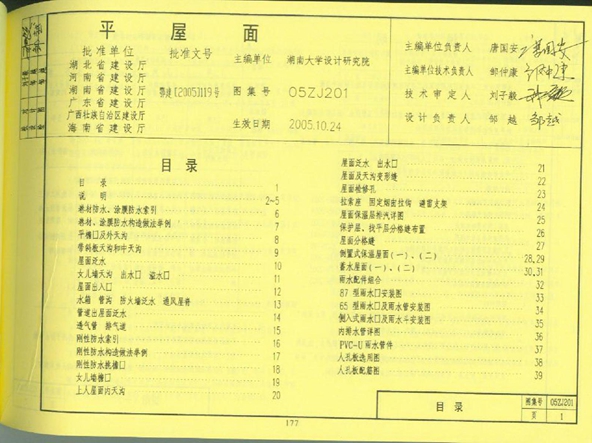 平屋面
批准单位 批准文号
湖北省建设厅
河南省建设厅
湖南省建设厅
广东省建设厅
广西壮族自治区建设厅
海南省建设厅
鄂建[2005]119号
主编单位 湖南大学设计研究院
图集号 05ZJ201
生效日期 2005.10.24
主编单位负责人 唐国安
主编单位技术负责人 邹仲康
技术审定人 刘子毅
设计负责人 邹越 邹越
目录
目录 1
说明 2~5
卷材防水、涂膜防水索引 6
卷材、涂膜防水构造做法举例 7
平檐口及外天沟 8
带斜板天沟和中天沟 9
屋面泛水 10
女儿墙天沟 出水口 溢水口 11
屋面出入口 12
水箱 管沟 防火墙泛水 通风屋脊 13
管道出屋面泛水 14
透气管 排气道 15
刚性防水索引 16
刚性防水构造做法举例 17
刚性防水挑檐口 18
女儿墙檐口 19
上人屋面内天沟 20
屋面泛水 出水口 21
屋面及天沟变形缝 22
屋面检修孔 23
拉索座 固定烟囱拉钩 避雷支架 24
屋面保温层排汽详图 25
保护层、找平层分格缝布置 26
屋面分格缝 27
倒置式保温屋面(一)、(二) 28,29
蓄水屋面(一)、(二) 30,31
雨水配件组合 32
87型雨水口安装图 33
65型雨水口及雨水管安装图 34
侧入式雨水口及雨水斗安装图 35
内排水管详图 36
PVC-U雨水管件 37
人孔板选用图 38
人孔板配筋图 39
目录 图集号 05ZJ201
页 1
177